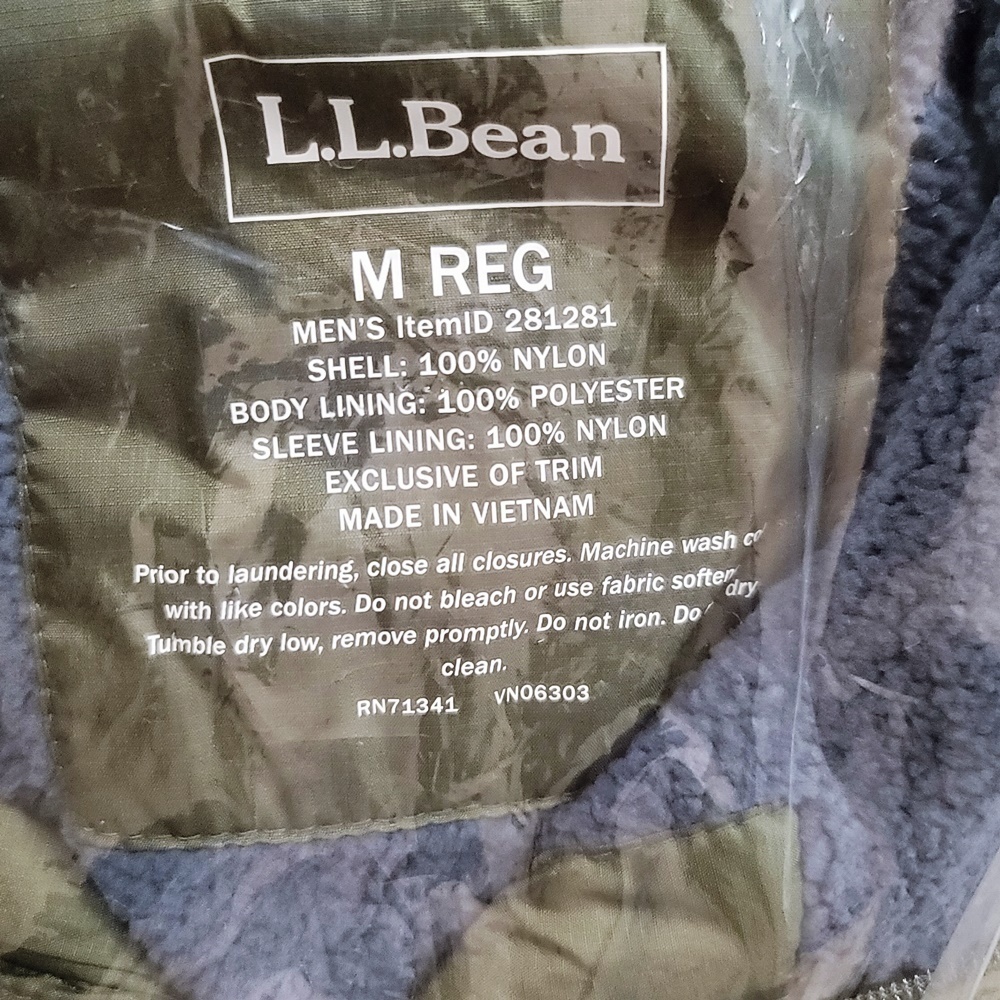 L.L.Bean
M REG
MEN'S ItemID 281281
SHELL: 100% NYLON
BODY LINING: 100% POLYESTER
SLEEVE LINING: 100% NYLON
EXCLUSIVE OF TRIM
MADE IN VIETNAM
Prior to laundering, close all closures. Machine wash
with like colors. Do not bleach or use fabric
Tumble dry low, remove promptly. Do not iron. Do dry
clean.
RN71341 VN06303